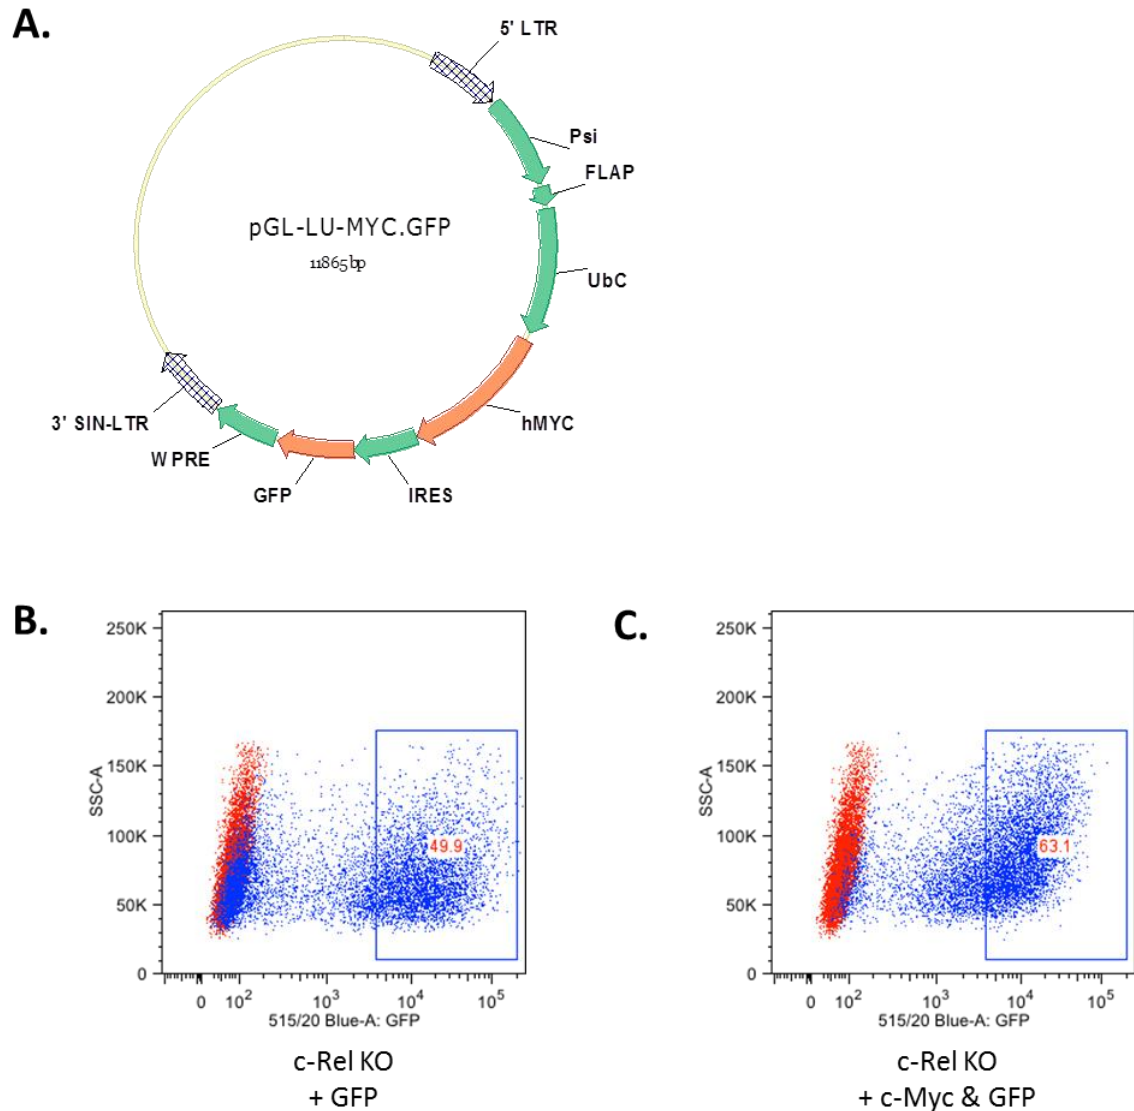 A.
5' LTR
Psi
FLAP
pGL-LU-MYC.GFP
11865bp
UbC
hMYC
3' SIN-LTR
WPRE
GFP
IRES
B.
250K
200K
150K
100K
50K
0
SSC-A
49.9
0 10² 10³ 10⁴ 10⁵
515/20 Blue-A: GFP
c-Rel KO
+ GFP
C.
250K
200K
150K
100K
50K
0
SSC-A
63.1
0 10² 10³ 10⁴ 10⁵
515/20 Blue-A: GFP
c-Rel KO
+ c-Myc & GFP